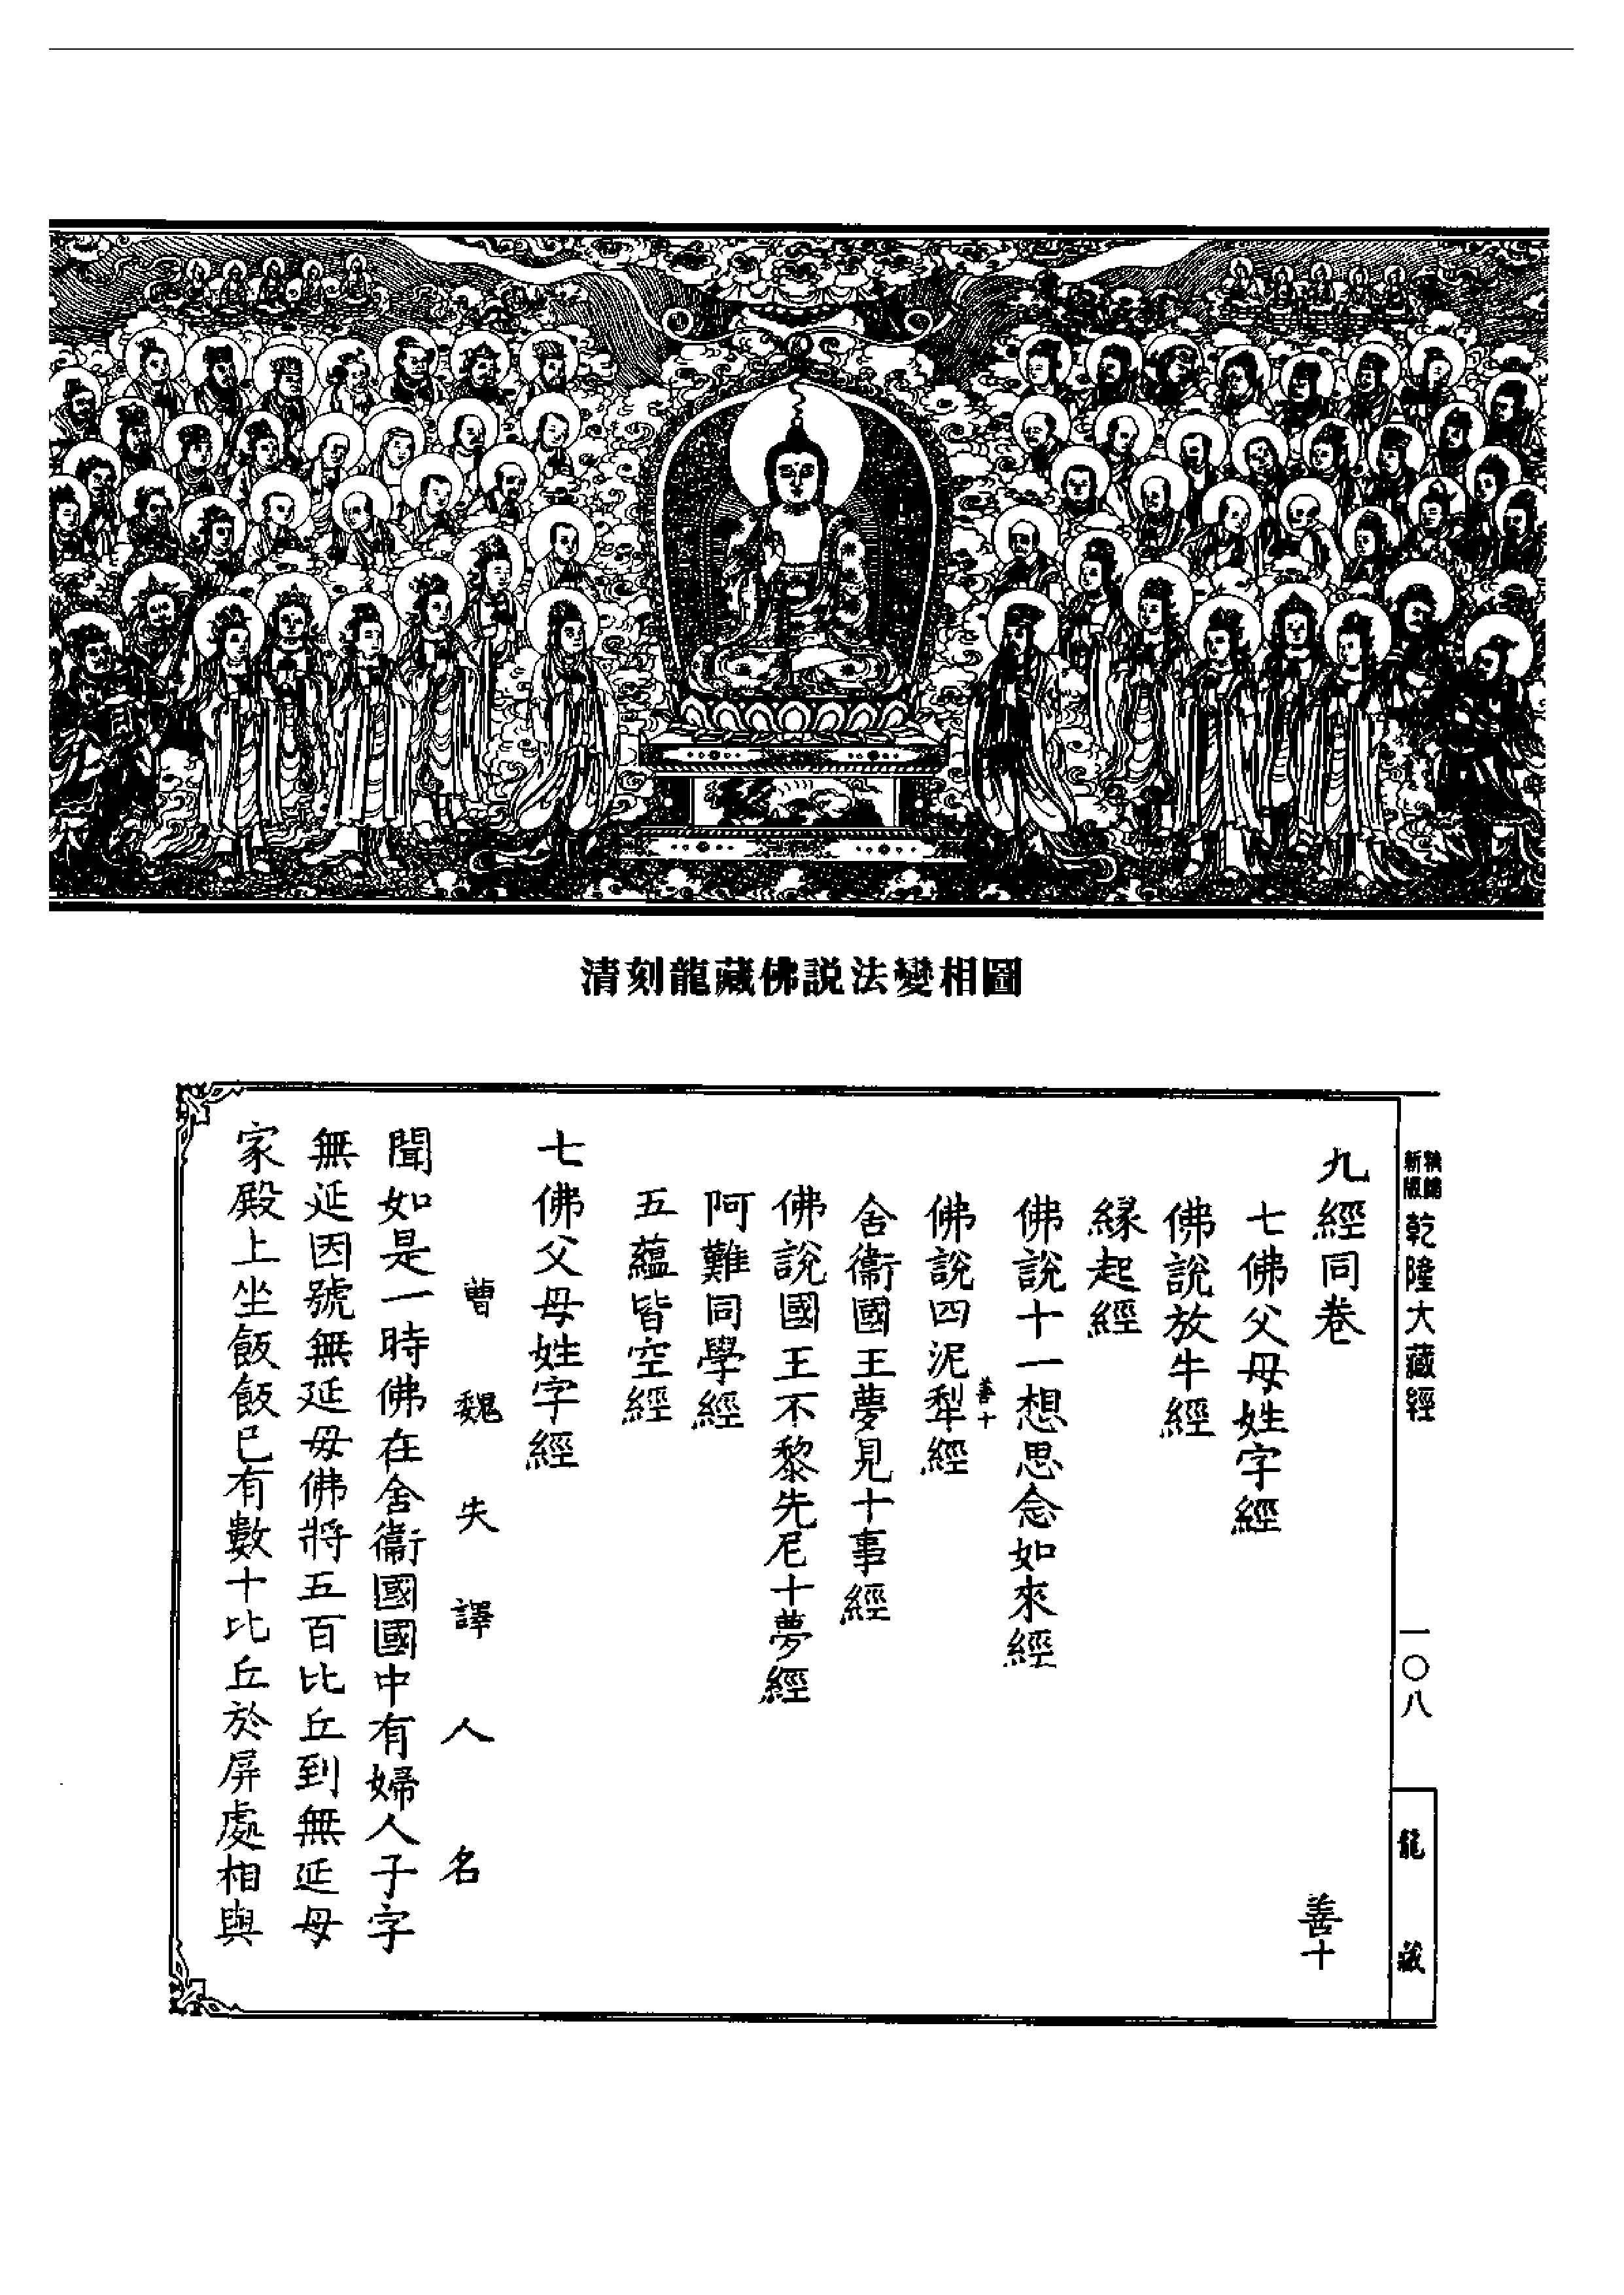 清刻龍藏佛説法變相圖
新版
精縮
乾隆大藏經
一〇八
龍藏
九經同卷
善十
七佛父母姓字經
佛說放牛經
緣起經
佛說十一想思念如來經
佛說四泥犁經
善十
舍衞國王夢見十事經
佛說國王不黎先尼十夢經
阿難同學經
五蘊皆空經
七佛父母姓字經
曹魏失譯人名
聞如是一時佛在舍衞國國中有婦人子字
無延因號無延母佛將五百比丘到無延母
家殿上坐飯飯已有數十比丘於屏處相與